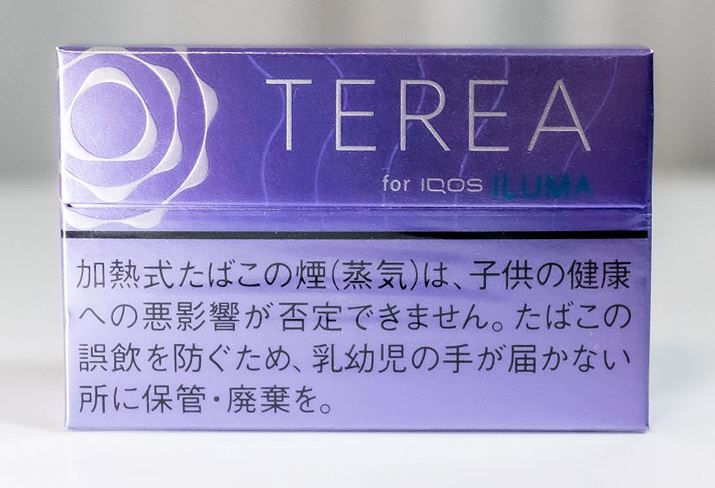 TEREA
for IQOS ILUMA
加熱式たばこの煙(蒸気)は、子供の健康
への悪影響が否定できません。たばこの
誤飲を防ぐため、乳幼児の手が届かない
所に保管・廃棄を。